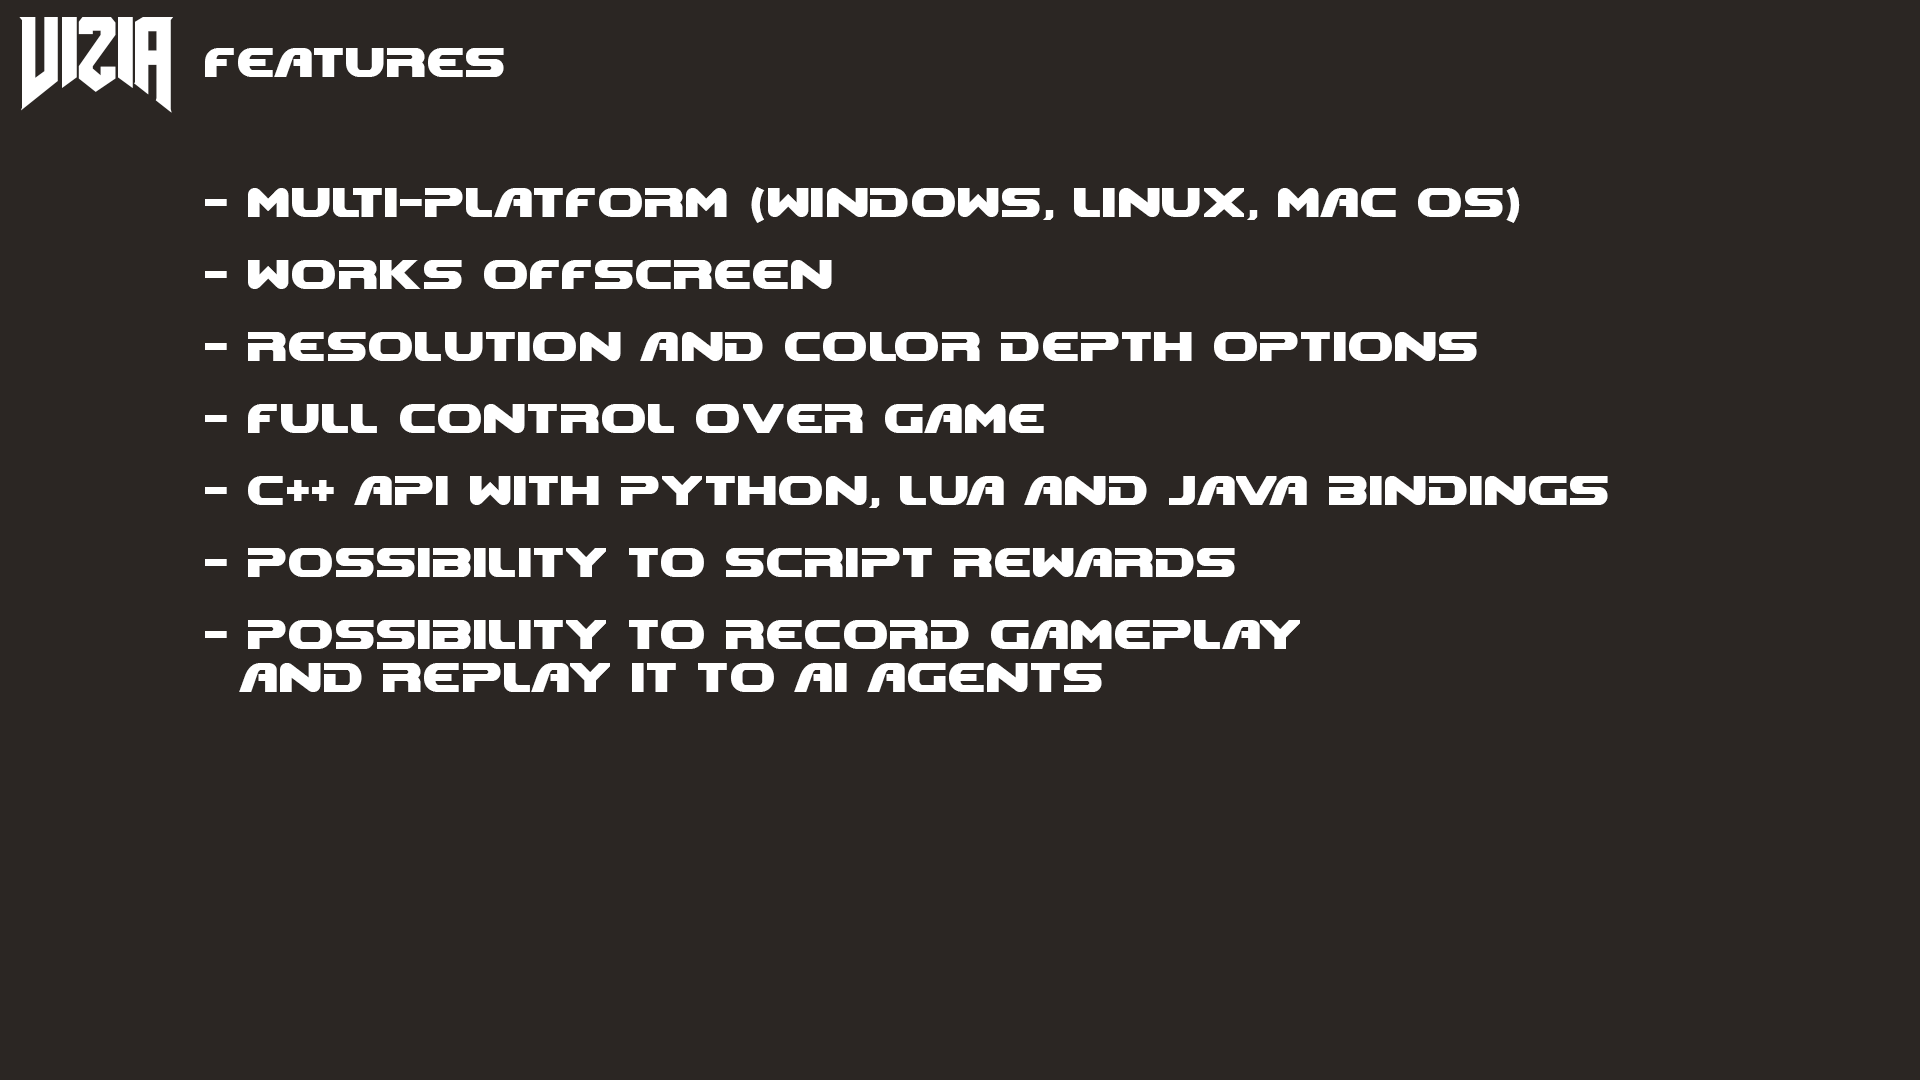 VIZIA
FEATURES
- MULTI-PLATFORM (WINDOWS, LINUX, MAC OS)
- WORKS OFFSCREEN
- RESOLUTION AND COLOR DEPTH OPTIONS
- FULL CONTROL OVER GAME
- C++ API WITH PYTHON, LUA AND JAVA BINDINGS
- POSSIBILITY TO SCRIPT REWARDS
- POSSIBILITY TO RECORD GAMEPLAY
AND REPLAY IT TO AI AGENTS